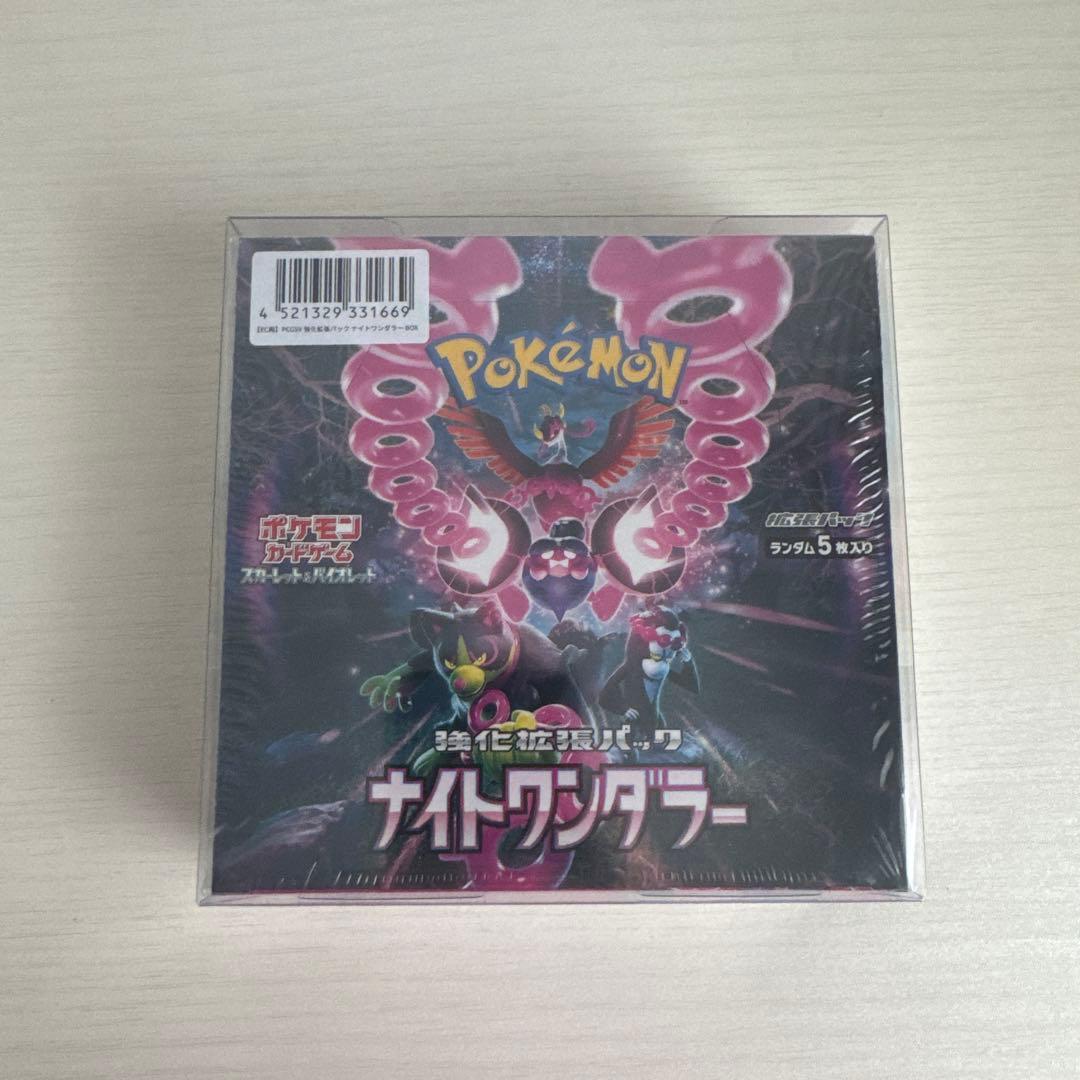 4 521329 331669
【EC用】PCGSV 強化拡張パック ナイトワンダラー BOX
POKéMON
TM
ポケモン
カードゲーム
スカーレット&バイオレット
拡張パック
ランダム5枚入り
強化拡張パック
ナイトワンダラー